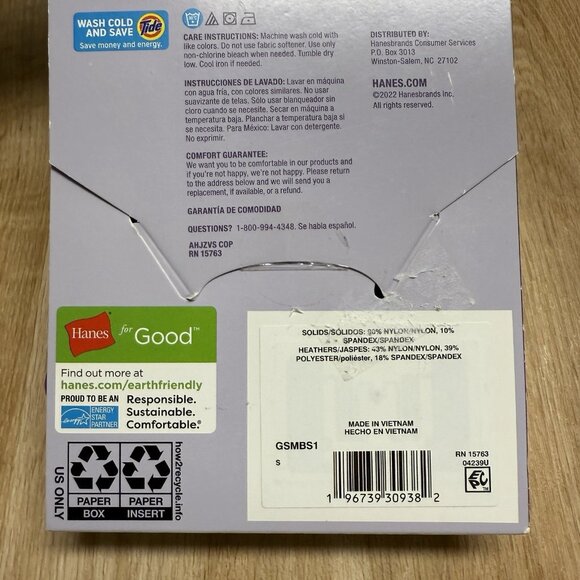 WASH COLD
AND SAVE
Tide
Save money and energy.
CARE INSTRUCTIONS: Machine wash cold with
like colors. Do not use fabric softener. Use only
non-chlorine bleach when needed. Tumble dry
low. Cool iron if needed.
INSTRUCCIONES DE LAVADO: Lavar en máquina
con agua fría, con colores similares. No usar
suavizante de telas. Sólo usar blanqueador sin
cloro cuando se necesite. Secar en máquina a
temperatura baja. Planchar a temperatura baja si
se necesita. Para México: Lavar con detergente.
No exprimir.
COMFORT GUARANTEE:
We want you to be comfortable in our products and
if you're not happy, we're not happy. Please return
to the address below and we will send you a
replacement, if available, or a refund.
GARANTÍA DE COMODIDAD
QUESTIONS? 1-800-994-4348. Se habla español.
AHJZVS COP
RN 15763
DISTRIBUTED BY:
Hanesbrands Consumer Services
P.O. Box 3013
Winston-Salem, NC 27102
HANES.COM
©2022 Hanesbrands Inc.
All rights reserved.
Hanes for Good™
Find out more at
hanes.com/earthfriendly
PROUD TO BE AN
ENERGY
STAR
PARTNER
Responsible.
Sustainable.
Comfortable.®
US ONLY
PAPER
BOX
PAPER
INSERT
how2recycle.info
SOLIDS/SÓLIDOS: 90% NYLON/NYLON, 10%
SPANDEX/SPANDEX
HEATHERS/JASPES: 43% NYLON/NYLON, 39%
POLYESTER/poliéster, 18% SPANDEX/SPANDEX
MADE IN VIETNAM
HECHO EN VIETNAM
GSMBS1
S
RN 15763
04239U
1 96739 30938 2